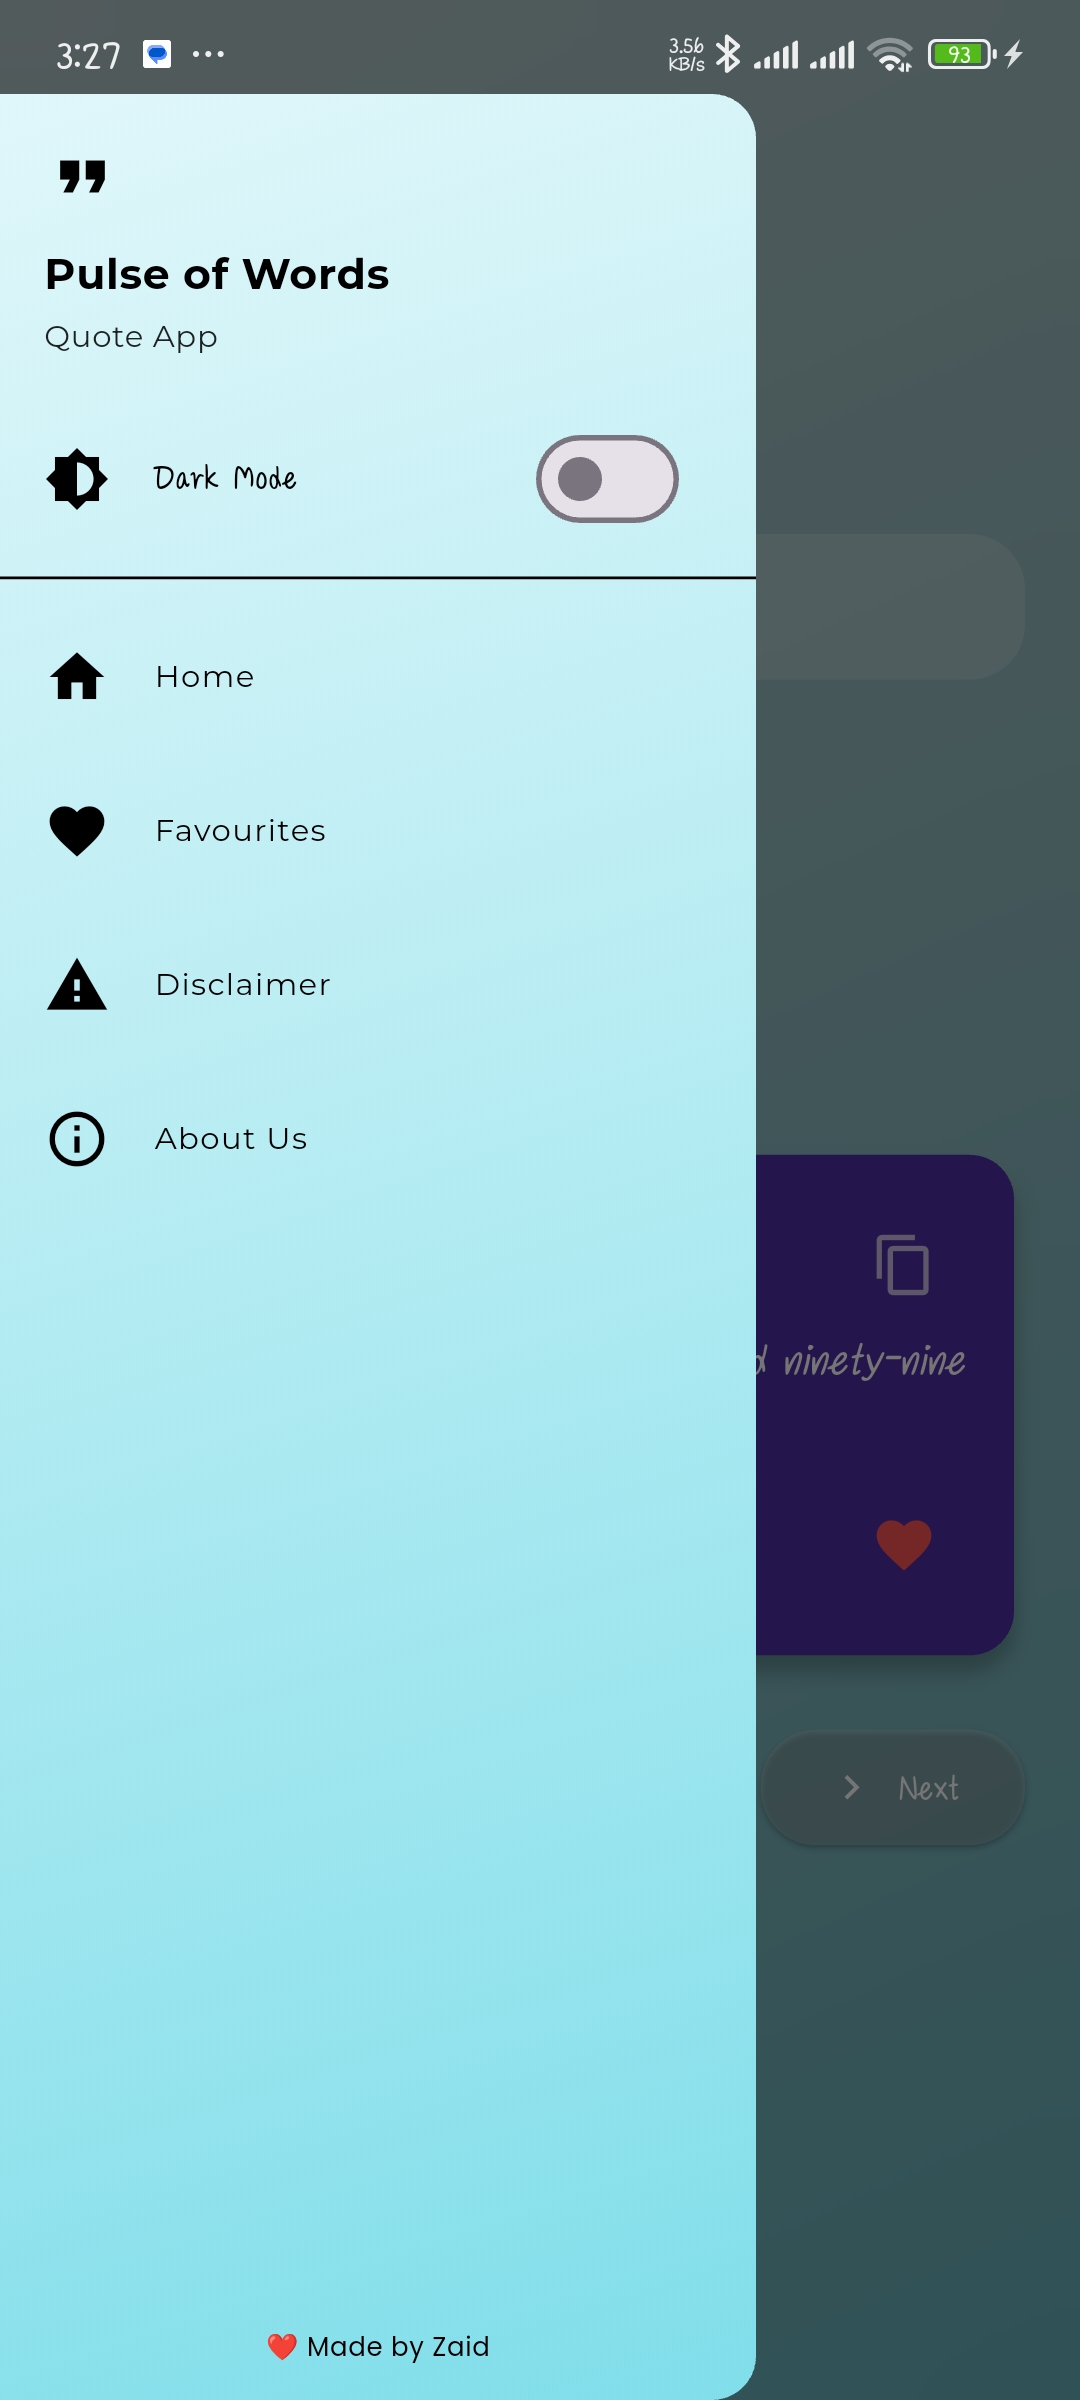 3:27
3.56
KB/s
93
Pulse of Words
Quote App
Dark Mode
Home
Favourites
Disclaimer
About Us
ninety-nine
Next
❤️ Made by Zaid